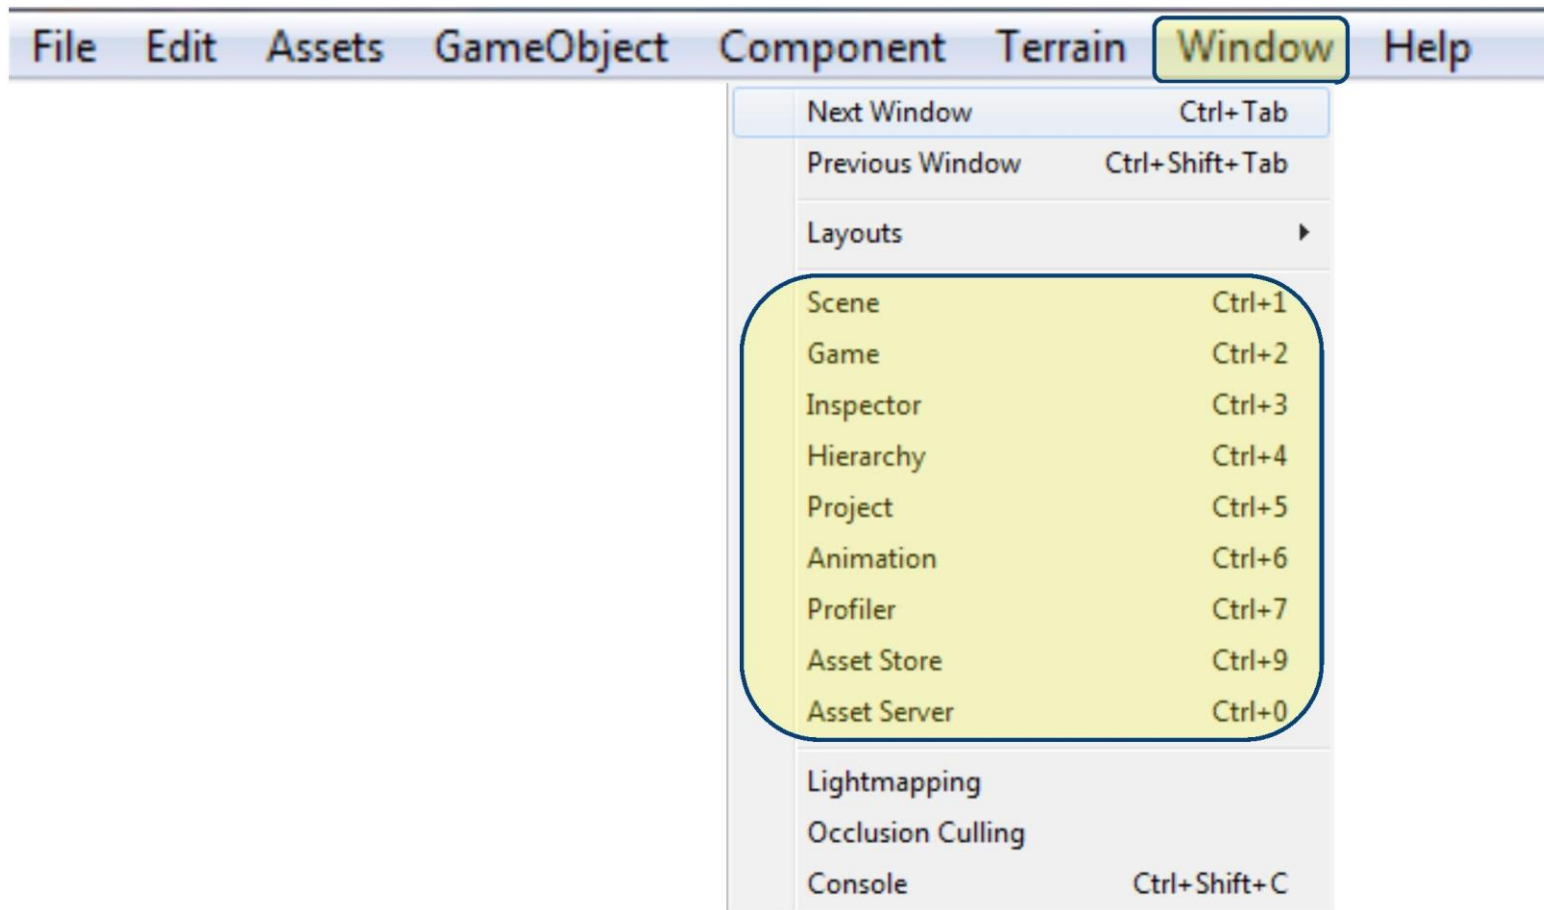 File Edit Assets GameObject Component Terrain Window Help
Next Window Ctrl+Tab
Previous Window Ctrl+Shift+Tab
Layouts
Scene Ctrl+1
Game Ctrl+2
Inspector Ctrl+3
Hierarchy Ctrl+4
Project Ctrl+5
Animation Ctrl+6
Profiler Ctrl+7
Asset Store Ctrl+9
Asset Server Ctrl+0
Lightmapping
Occlusion Culling
Console Ctrl+Shift+C